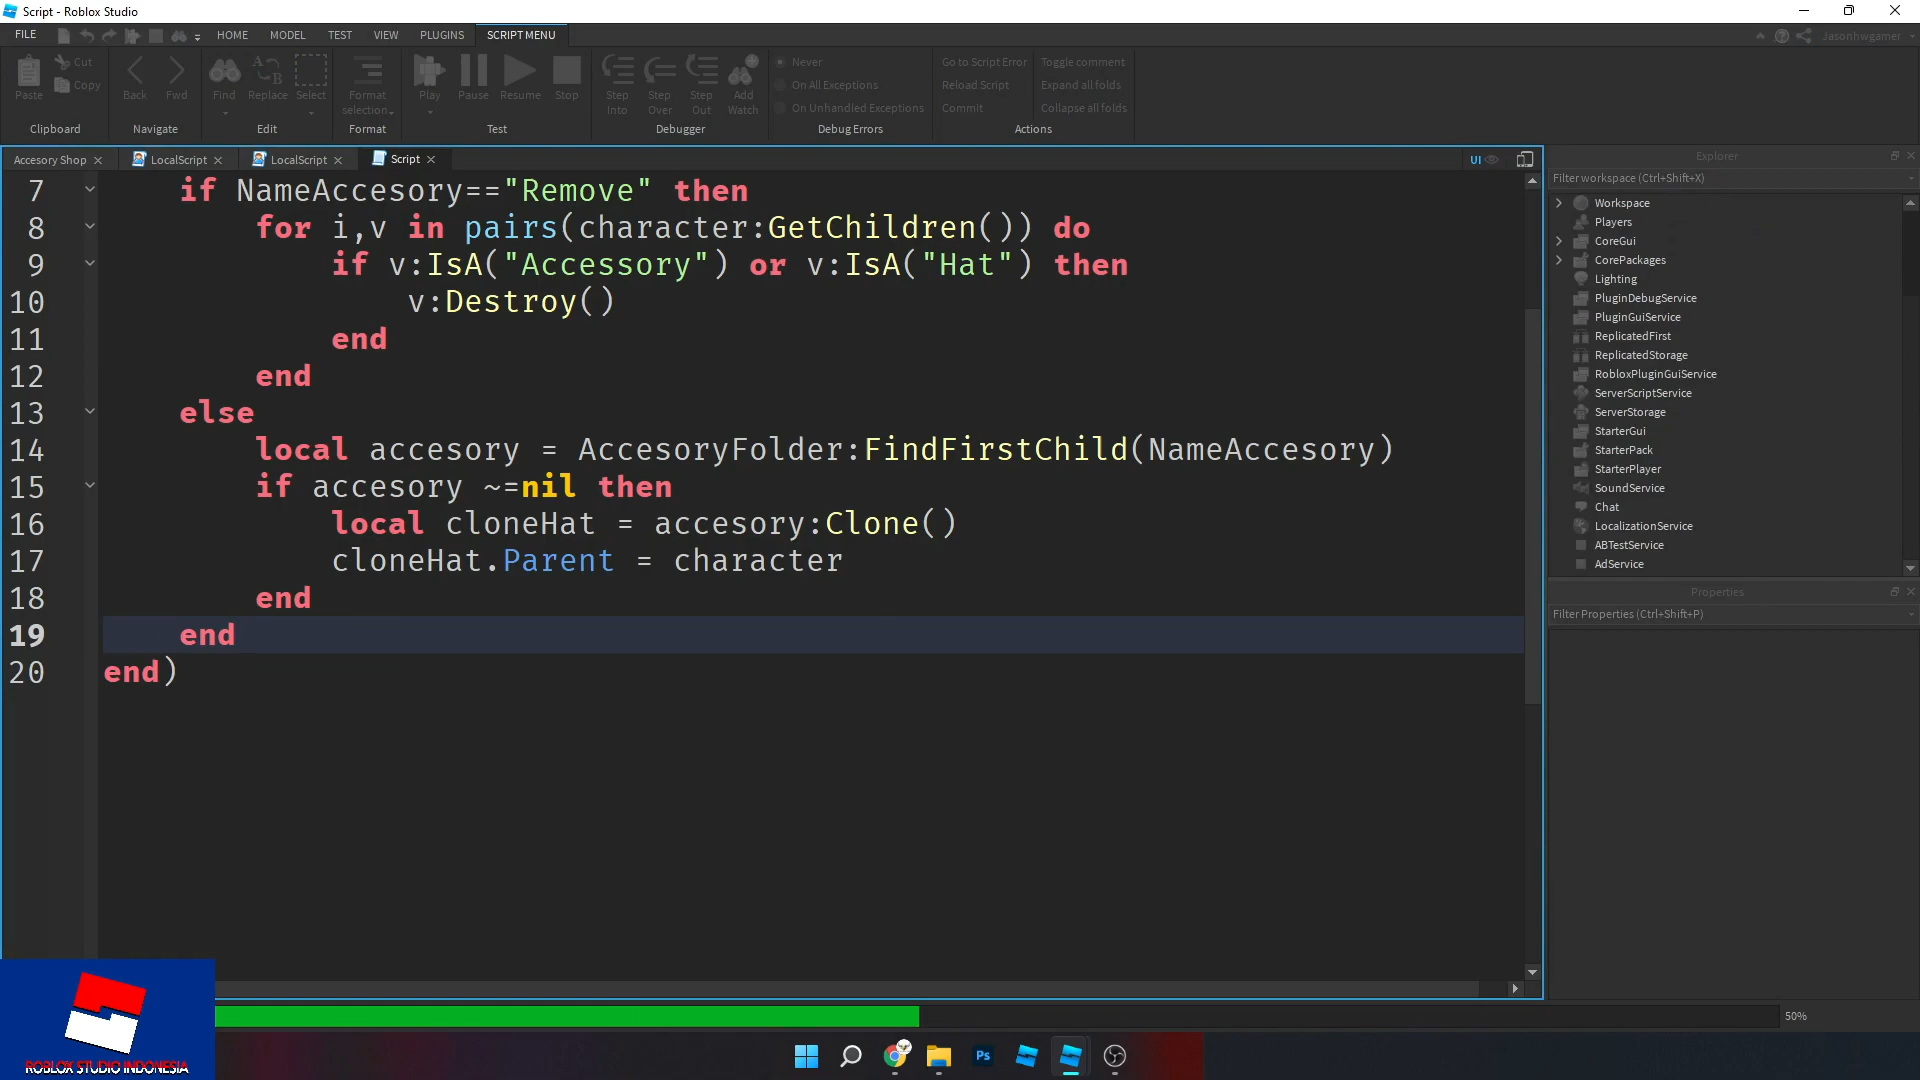 Script - Roblox Studio
FILE HOME MODEL TEST VIEW PLUGINS SCRIPT MENU Jasonhwgamer
Paste Cut Copy Back Fwd Find Replace Select Format selection Play Pause Resume Stop Step Into Step Over Step Out Add Watch
Never
On All Exceptions
On Unhandled Exceptions
Go to Script Error
Reload Script
Commit
Toggle comment
Expand all folds
Collapse all folds
Clipboard Navigate Edit Format Test Debugger Debug Errors Actions
Accesory Shop LocalScript LocalScript Script UI
7 if NameAccesory=="Remove" then
8 for i,v in pairs(character:GetChildren()) do
9 if v:IsA("Accessory") or v:IsA("Hat") then
10 v:Destroy()
11 end
12 end
13 else
14 local accesory = AccesoryFolder:FindFirstChild(NameAccesory)
15 if accesory ~=nil then
16 local cloneHat = accesory:Clone()
17 cloneHat.Parent = character
18 end
19 end
20 end)
Explorer
Filter workspace (Ctrl+Shift+X)
Workspace
Players
CoreGui
CorePackages
Lighting
PluginDebugService
PluginGuiService
ReplicatedFirst
ReplicatedStorage
RobloxPluginGuiService
ServerScriptService
ServerStorage
StarterGui
StarterPack
StarterPlayer
SoundService
Chat
LocalizationService
ABTestService
AdService
Properties
Filter Properties (Ctrl+Shift+P)
50%
Ps
ROBLOX STUDIO INDONESIA